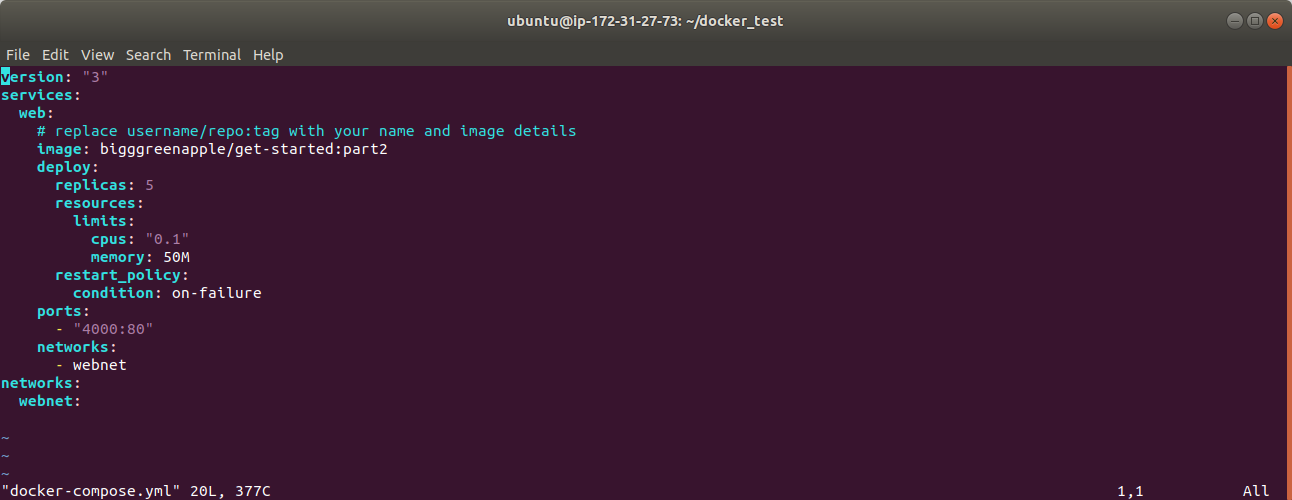 ubuntu@ip-172-31-27-73: ~/docker_test
File Edit View Search Terminal Help
version: "3"
services:
  web:
    # replace username/repo:tag with your name and image details
    image: bigggreenapple/get-started:part2
    deploy:
      replicas: 5
      resources:
        limits:
          cpus: "0.1"
          memory: 50M
      restart_policy:
        condition: on-failure
    ports:
      - "4000:80"
    networks:
      - webnet
networks:
  webnet:

~
~
~
"docker-compose.yml" 20L, 377C 1,1 All